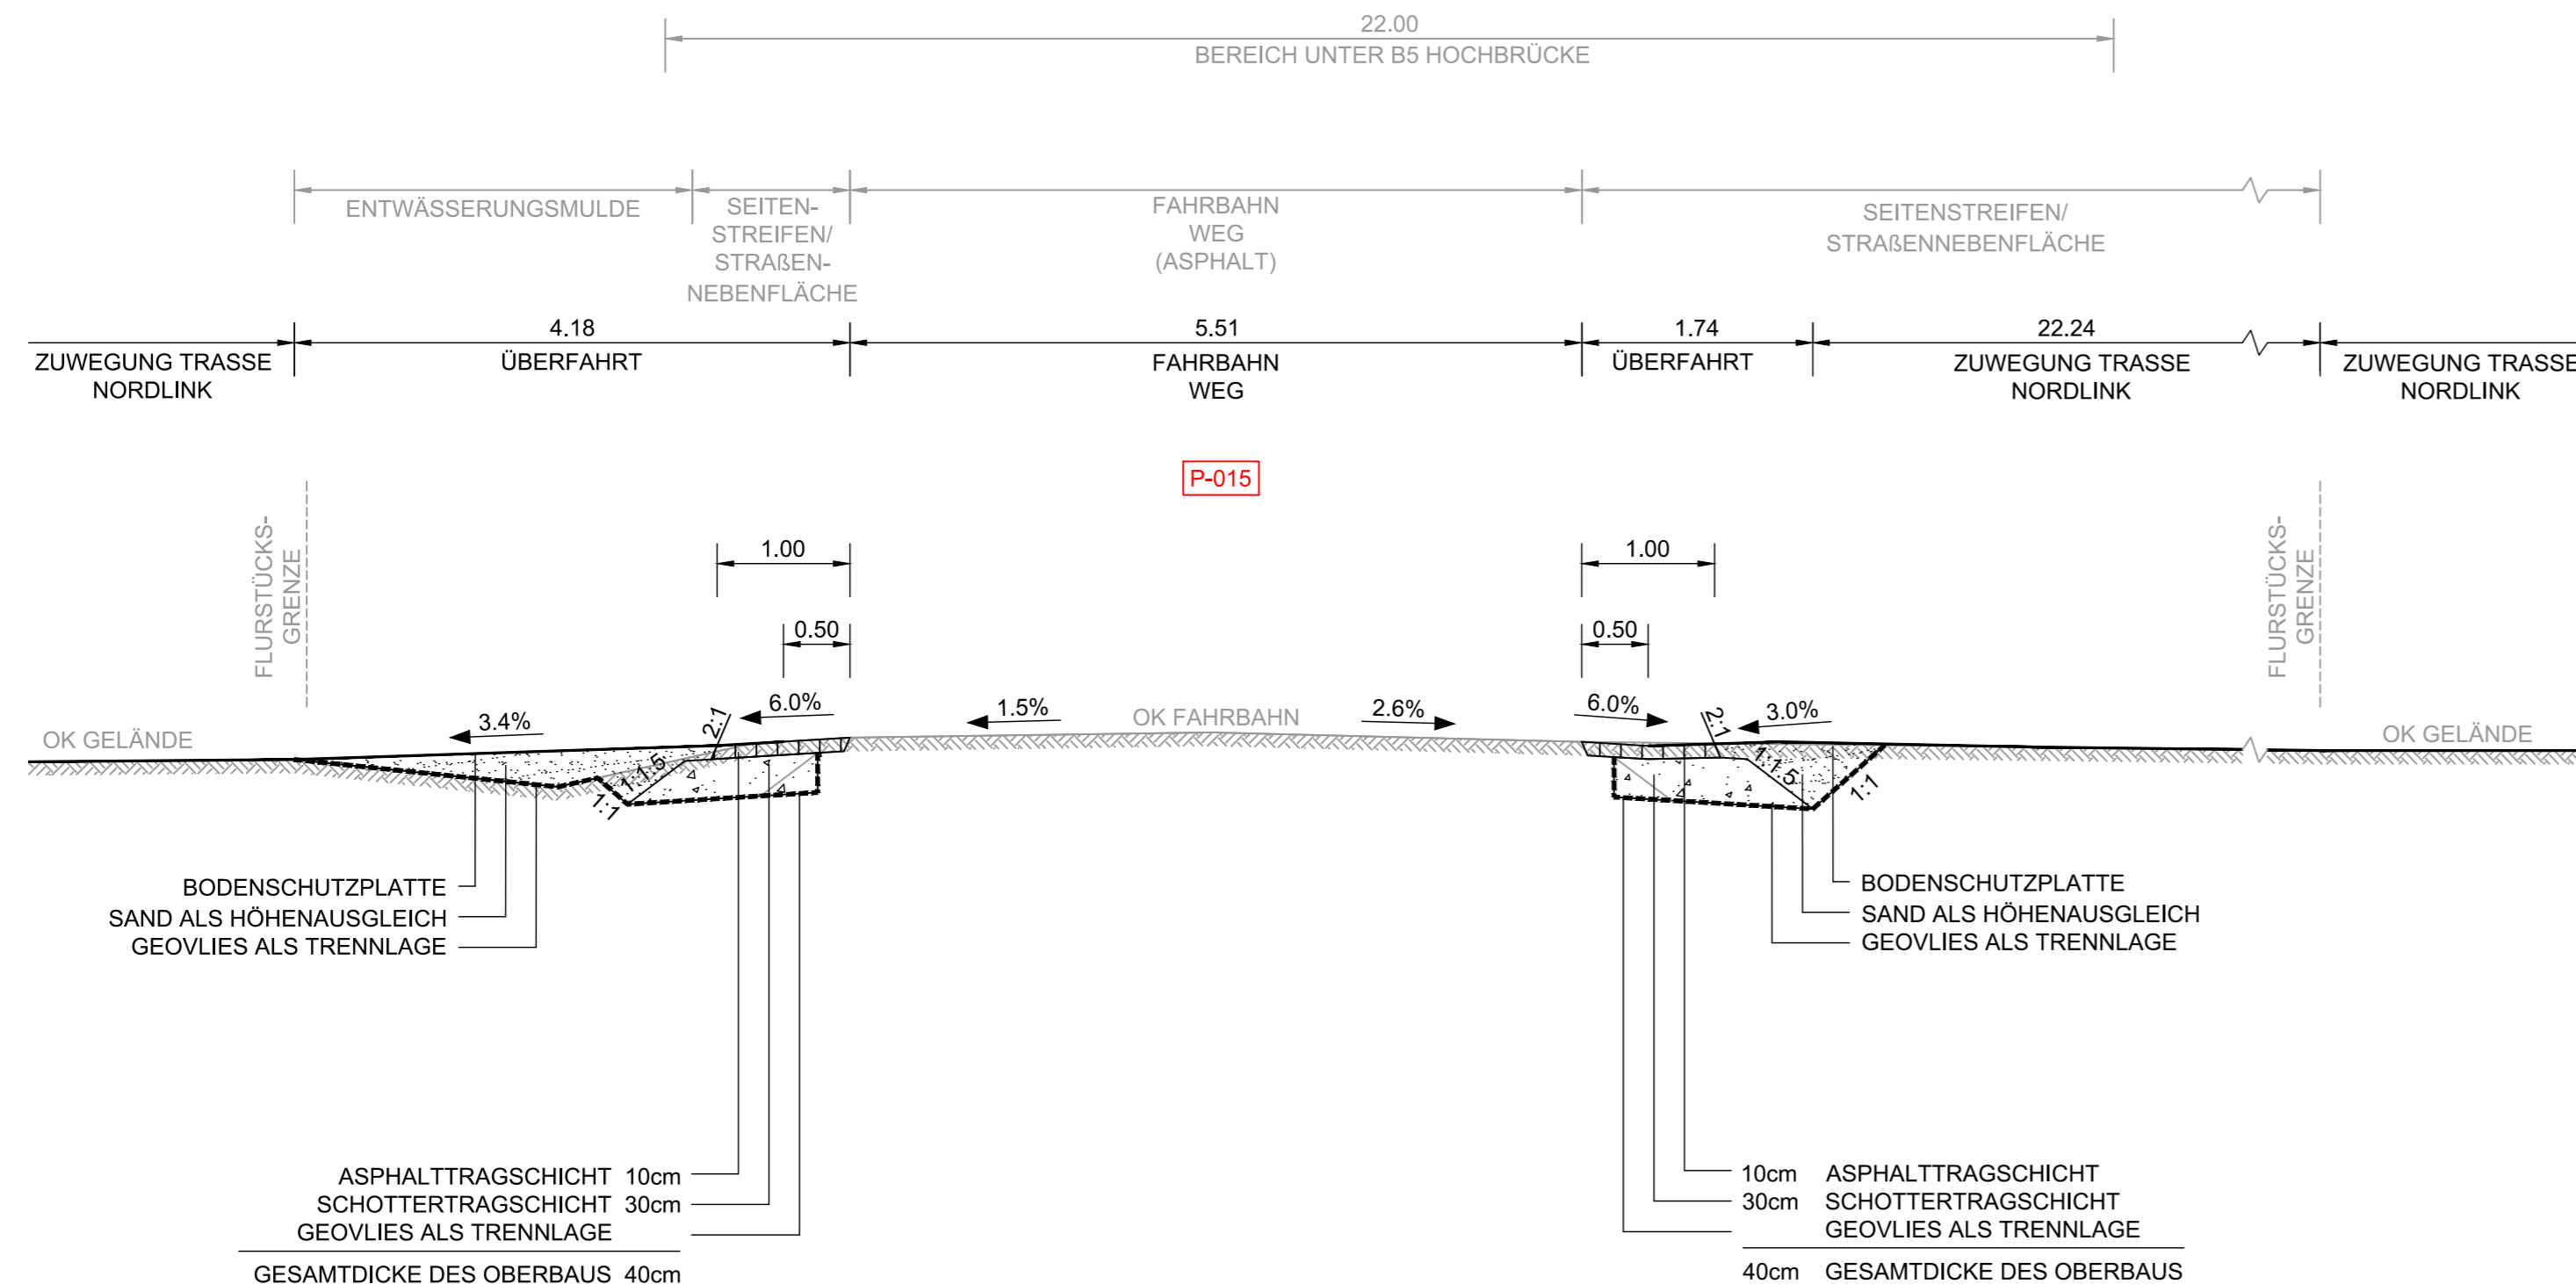 22.00
BEREICH UNTER B5 HOCHBRÜCKE
ENTWÄSSERUNGSMULDE
SEITEN-
STREIFEN/
STRAßEN-
NEBENFLÄCHE
FAHRBAHN
WEG
(ASPHALT)
SEITENSTREIFEN/
STRAßENNEBENFLÄCHE
ZUWEGUNG TRASSE
NORDLINK
4.18
ÜBERFAHRT
5.51
FAHRBAHN
WEG
1.74
ÜBERFAHRT
22.24
ZUWEGUNG TRASSE
NORDLINK
ZUWEGUNG TRASSE
NORDLINK
P-015
FLURSTÜCKS-
GRENZE
1.00
0.50
1.00
0.50
FLURSTÜCKS-
GRENZE
OK GELÄNDE
3.4%
2:1
6.0%
1.5%
OK FAHRBAHN
2.6%
6.0%
2:1
3.0%
OK GELÄNDE
1:1.5
1:1
1:1.5
1:1
BODENSCHUTZPLATTE
SAND ALS HÖHENAUSGLEICH
GEOVLIES ALS TRENNLAGE
BODENSCHUTZPLATTE
SAND ALS HÖHENAUSGLEICH
GEOVLIES ALS TRENNLAGE
ASPHALTTRAGSCHICHT 10cm
SCHOTTERTRAGSCHICHT 30cm
GEOVLIES ALS TRENNLAGE
GESAMTDICKE DES OBERBAUS 40cm
10cm ASPHALTTRAGSCHICHT
30cm SCHOTTERTRAGSCHICHT
GEOVLIES ALS TRENNLAGE
40cm GESAMTDICKE DES OBERBAUS